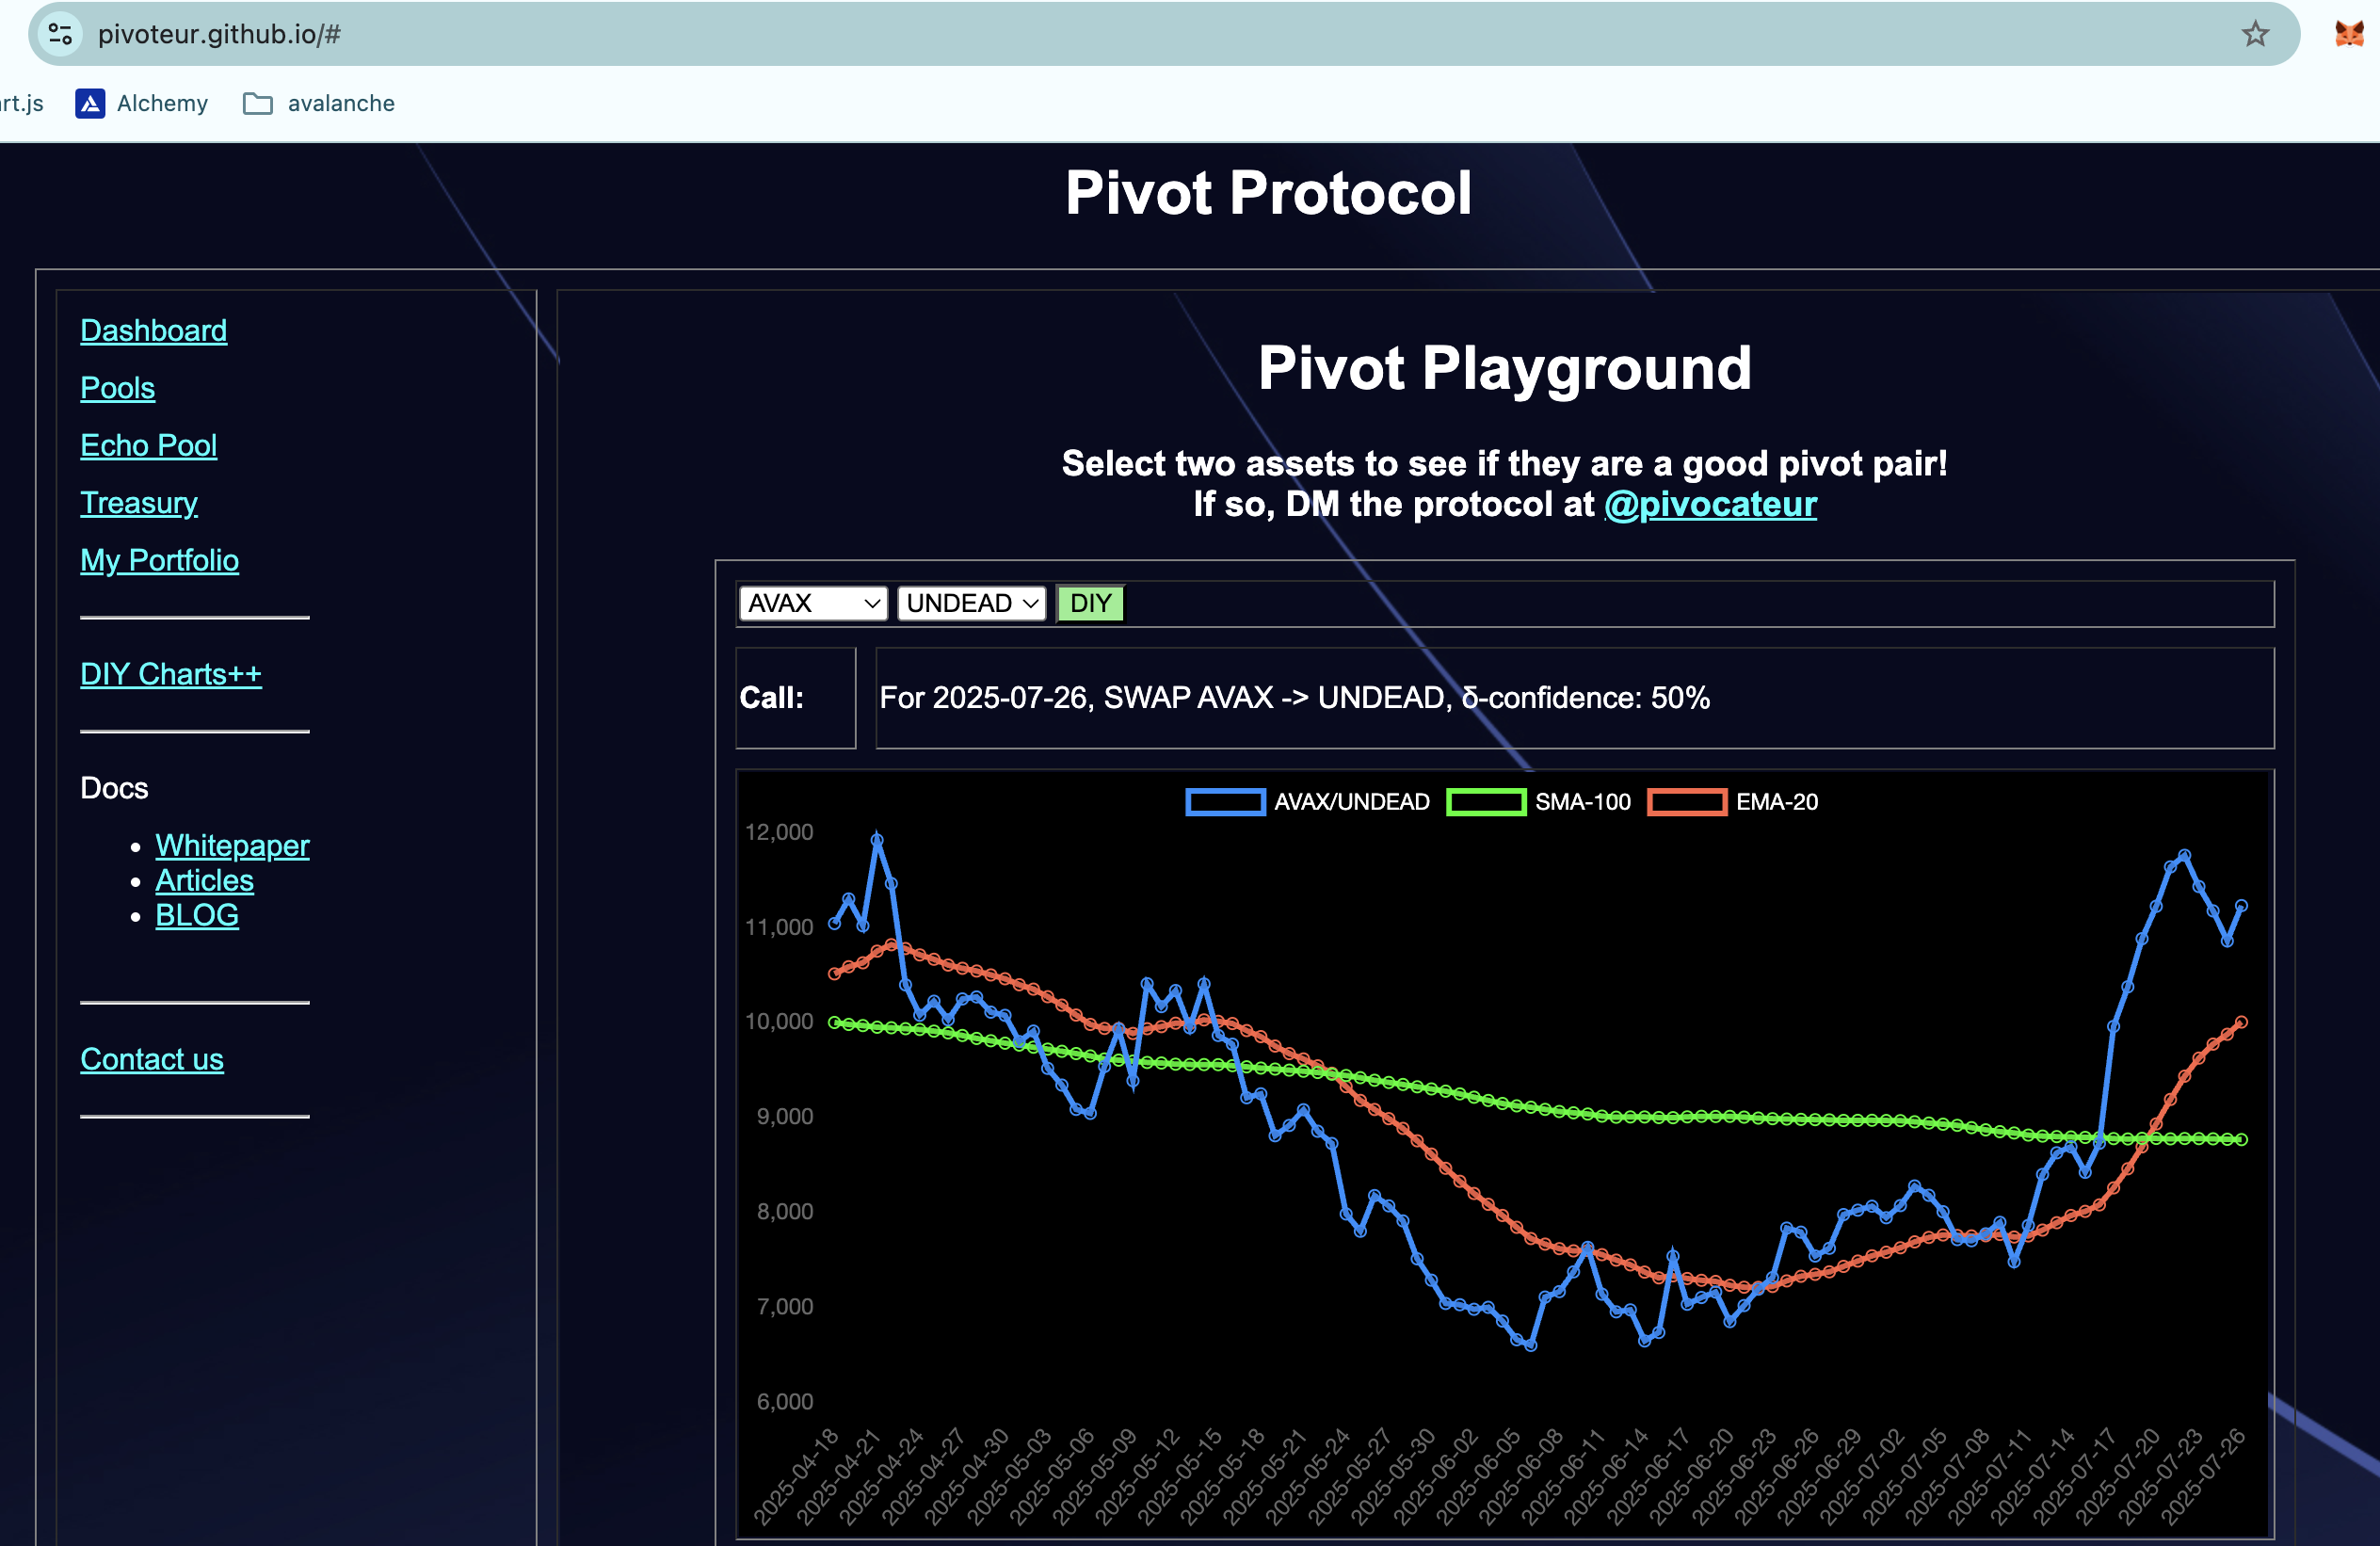 pivoteur.github.io/#
rt.js Alchemy avalanche
Pivot Protocol
Dashboard
Pools
Echo Pool
Treasury
My Portfolio
DIY Charts++
Docs
Whitepaper
Articles
BLOG
Contact us
Pivot Playground
Select two assets to see if they are a good pivot pair!
If so, DM the protocol at @pivocateur
AVAX UNDEAD DIY
Call: For 2025-07-26, SWAP AVAX -> UNDEAD, δ-confidence: 50%
AVAX/UNDEAD SMA-100 EMA-20
12,000
11,000
10,000
9,000
8,000
7,000
6,000
2025-04-18 2025-04-21 2025-04-24 2025-04-27 2025-04-30 2025-05-03 2025-05-06 2025-05-09 2025-05-12 2025-05-15 2025-05-18 2025-05-21 2025-05-24 2025-05-27 2025-05-30 2025-06-02 2025-06-05 2025-06-08 2025-06-11 2025-06-14 2025-06-17 2025-06-20 2025-06-23 2025-06-26 2025-06-29 2025-07-02 2025-07-05 2025-07-08 2025-07-11 2025-07-14 2025-07-17 2025-07-20 2025-07-23 2025-07-26